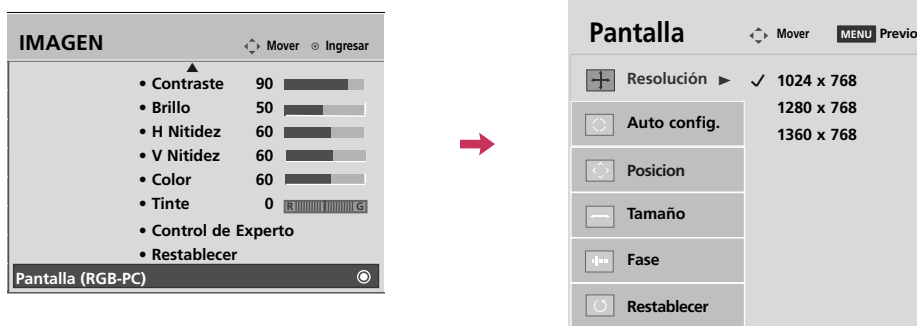 IMAGEN
Mover
Ingresar
• Contraste 90
• Brillo 50
• H Nitidez 60
• V Nitidez 60
• Color 60
• Tinte 0 R G
• Control de Experto
• Restablecer
Pantalla (RGB-PC)
Pantalla
Mover
MENU Previo
Resolución ► ✓ 1024 x 768
1280 x 768
1360 x 768
Auto config.
Posicion
Tamaño
Fase
Restablecer